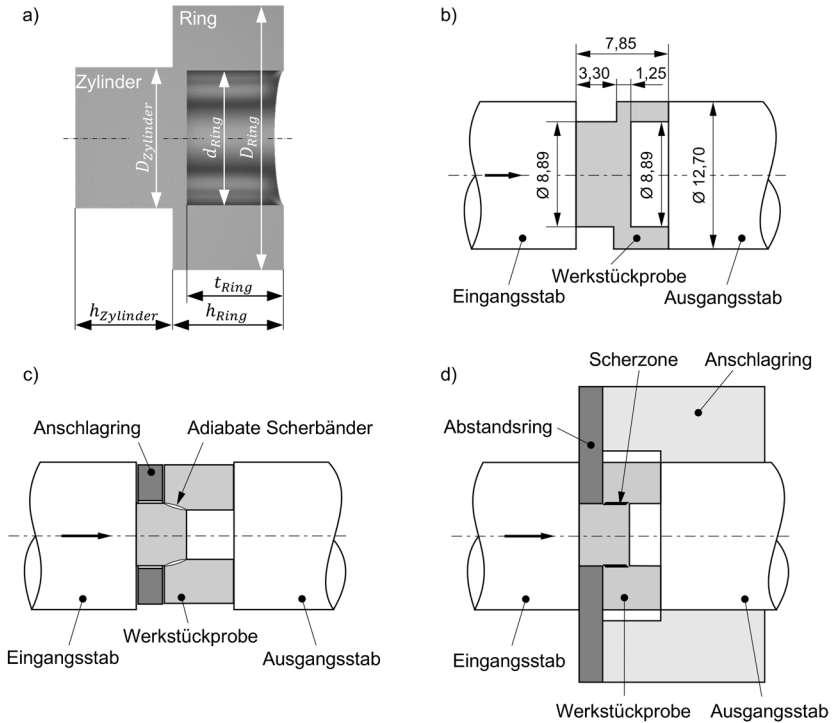 a)
Ring
Zylinder
D_Zylinder
d_Ring
D_Ring
t_Ring
h_Zylinder
h_Ring
b)
7,85
3,30
1,25
Ø 8,89
Ø 8,89
Ø 12,70
Werkstückprobe
Eingangsstab
Ausgangsstab
c)
Anschlagring
Adiabate Scherbänder
Werkstückprobe
Eingangsstab
Ausgangsstab
d)
Scherzone
Anschlagring
Abstandsring
Eingangsstab
Werkstückprobe
Ausgangsstab